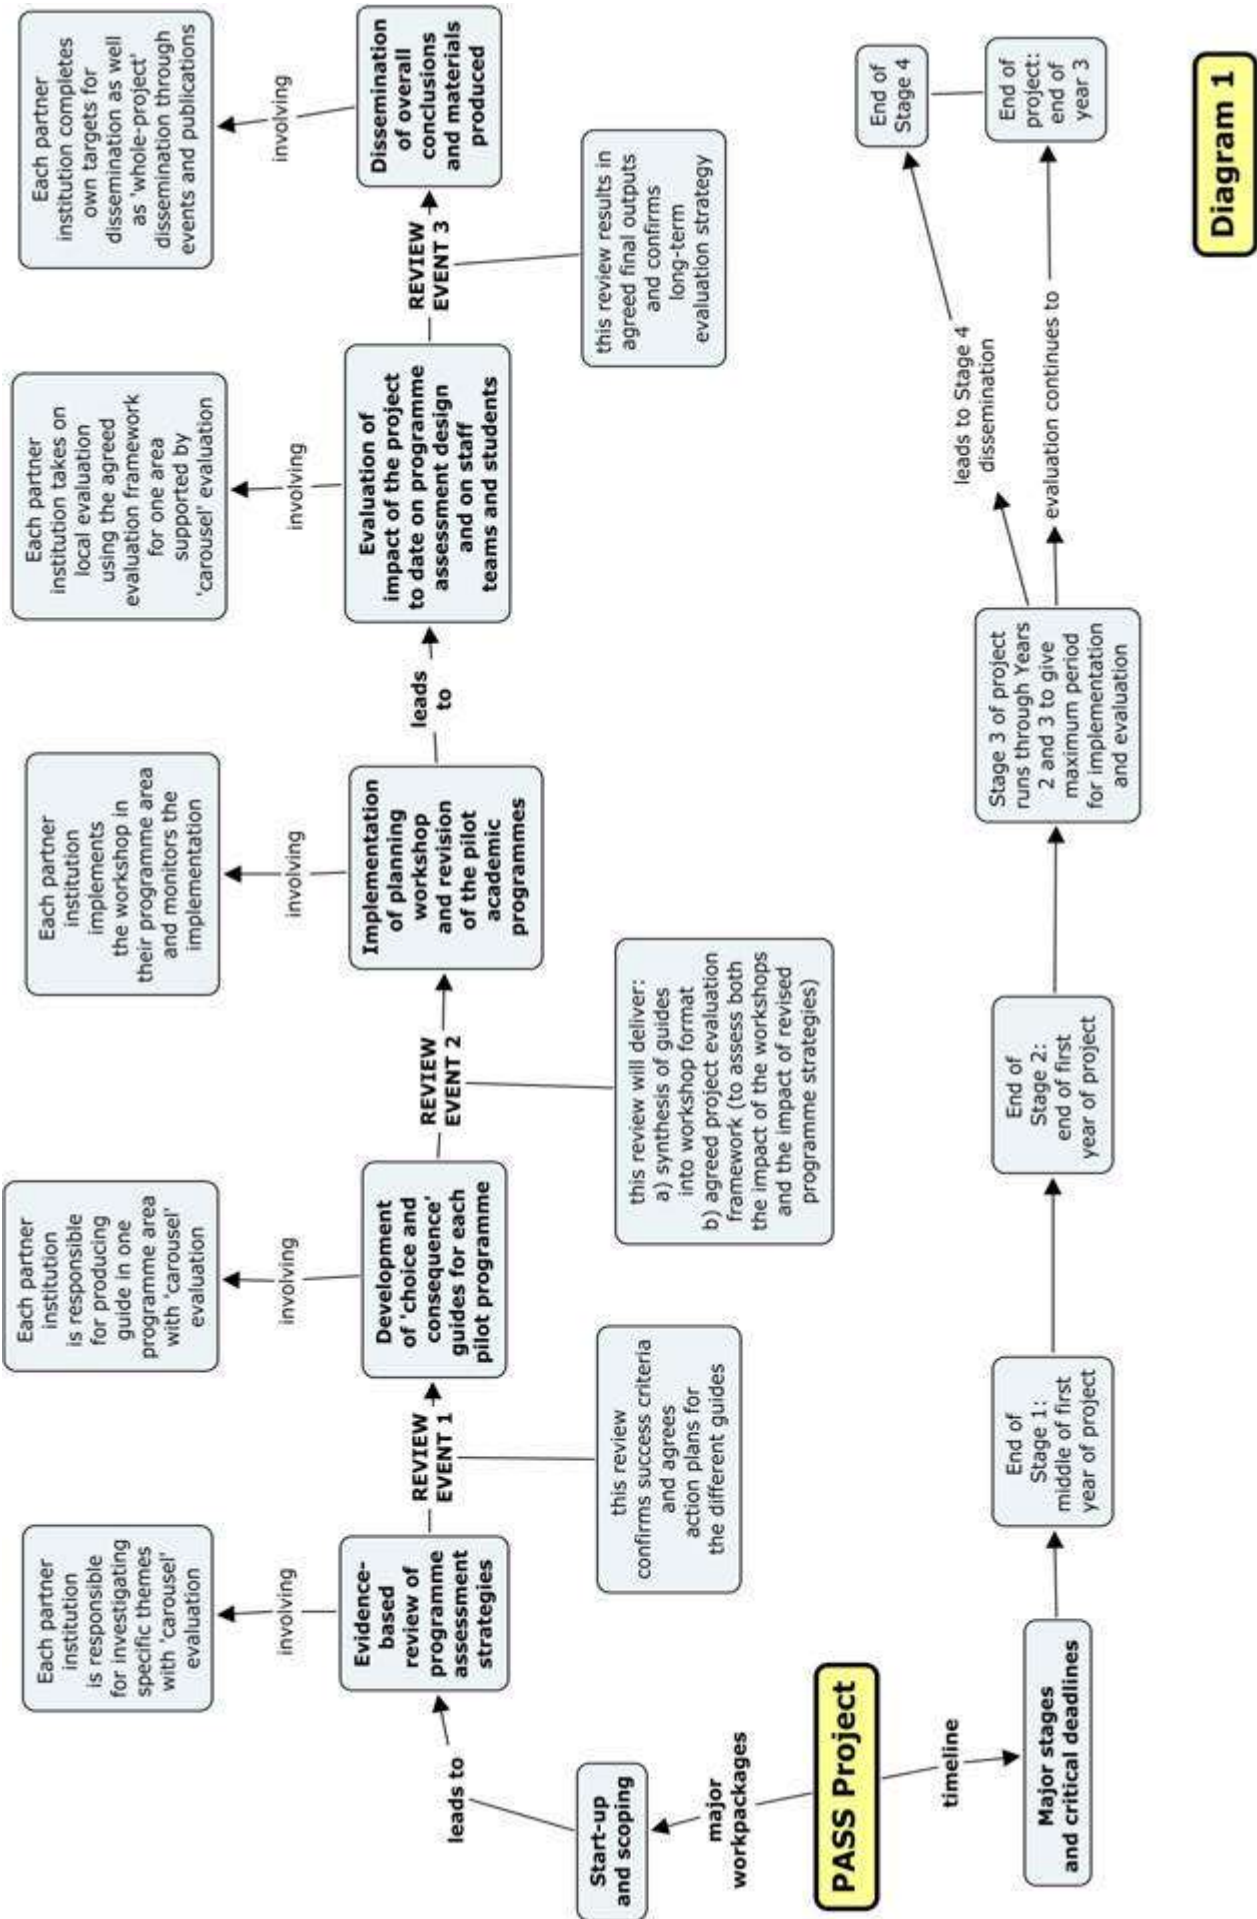 Each partner
institution
is responsible
for investigating
specific themes
with 'carousel'
evaluation
Each partner
institution
is responsible
for producing
guide in one
programme area
with 'carousel'
evaluation
Each partner
institution
implements
the workshop in
their programme area
and monitors the
implementation
Each partner
institution takes on
local evaluation
using the agreed
evaluation framework
for one area
supported by
'carousel' evaluation
Each partner
institution completes
own targets for
dissemination as well
as 'whole-project'
dissemination through
events and publications
involving
involving
involving
involving
involving
leads to
Evidence-
based
review of
programme
assessment
strategies
REVIEW
EVENT 1
Development
of 'choice and
consequence'
guides for each
pilot programme
REVIEW
EVENT 2
Implementation
of planning
workshop
and revision
of the pilot
academic
programmes
leads
to
Evaluation of
impact of the project
to date on programme
assessment design
and on staff
teams and students
REVIEW
EVENT 3
Dissemination
of overall
conclusions
and materials
produced
Start-up
and scoping
this review
confirms success criteria
and agrees
action plans for
the different guides
this review will deliver:
a) synthesis of guides
into workshop format
b) agreed project evaluation
framework (to assess both
the impact of the workshops
and the impact of revised
programme strategies)
this review results in
agreed final outputs
and confirms
long-term
evaluation strategy
major
workpackages
PASS Project
timeline
Major stages
and critical deadlines
End of
Stage 1:
middle of first
year of project
End of
Stage 2:
end of first
year of project
Stage 3 of project
runs through Years
2 and 3 to give
maximum period
for implementation
and evaluation
leads to Stage 4
dissemination
evaluation continues to
End of
Stage 4
End of
project:
end of
year 3
Diagram 1